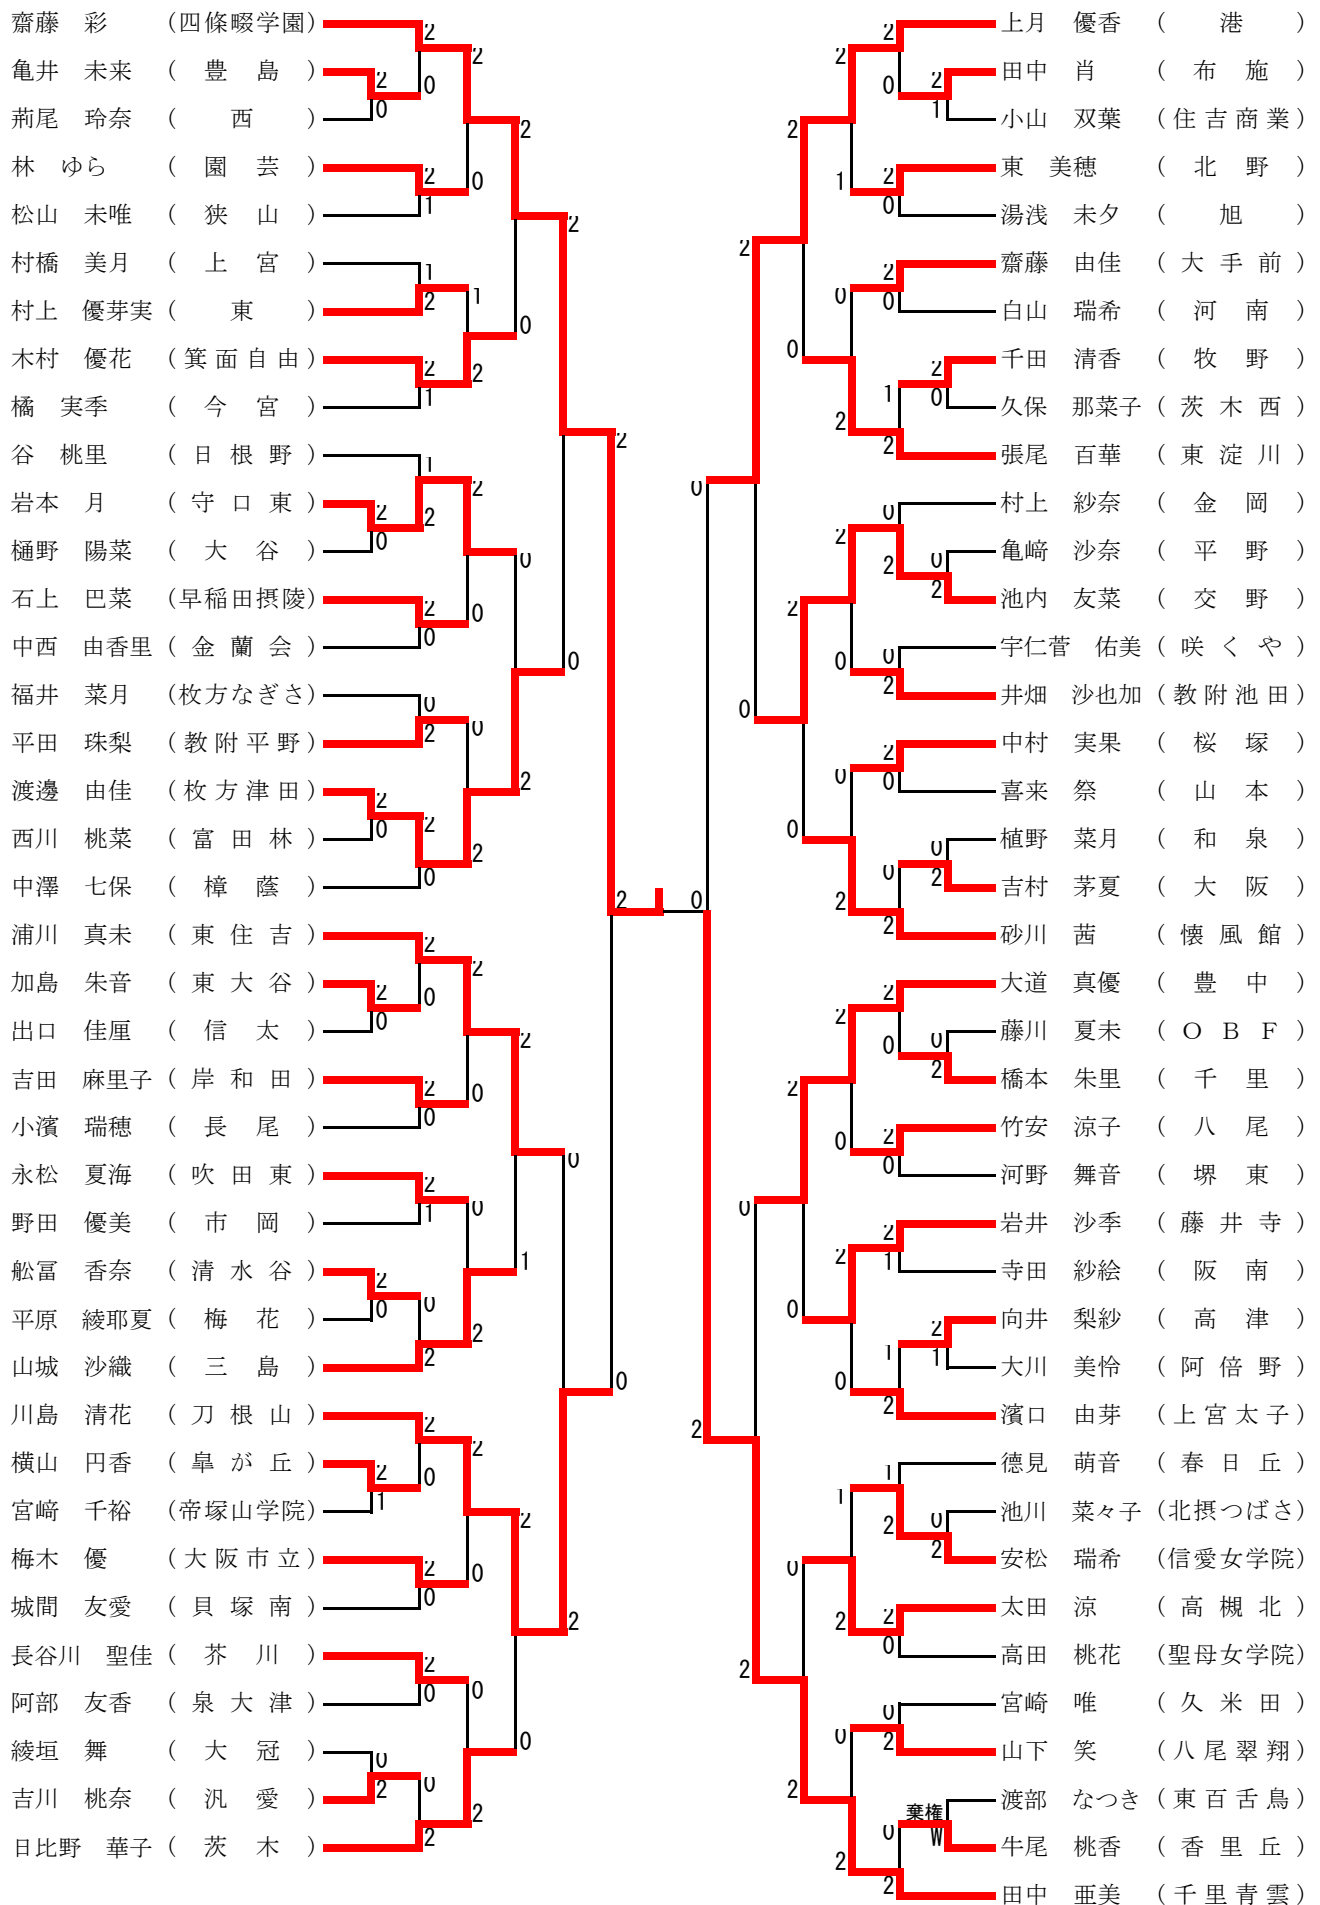 齋藤 彩 (四條畷学園)
亀井 未来 (豊島)
荊尾 玲奈 (西)
林 ゆら (園芸)
松山 未唯 (狭山)
村橋 美月 (上宮)
村上 優芽実 (東)
木村 優花 (箕面自由)
橘 実季 (今宮)
谷 桃里 (日根野)
岩本 月 (守口東)
樋野 陽菜 (大谷)
石上 巴菜 (早稲田摂陵)
中西 由香里 (金蘭会)
福井 菜月 (枚方なぎさ)
平田 珠梨 (教附平野)
渡邊 由佳 (枚方津田)
西川 桃菜 (富田林)
中澤 七保 (樟蔭)
浦川 真未 (東住吉)
加島 朱音 (東大谷)
出口 佳厘 (信太)
吉田 麻里子 (岸和田)
小濱 瑞穂 (長尾)
永松 夏海 (吹田東)
野田 優美 (市岡)
舩冨 香奈 (清水谷)
平原 綾耶夏 (梅花)
山城 沙織 (三島)
川島 清花 (刀根山)
横山 円香 (皐が丘)
宮﨑 千裕 (帝塚山学院)
梅木 優 (大阪市立)
城間 友愛 (貝塚南)
長谷川 聖佳 (芥川)
阿部 友香 (泉大津)
綾垣 舞 (大冠)
吉川 桃奈 (汎愛)
日比野 華子 (茨木)
上月 優香 (港)
田中 肖 (布施)
小山 双葉 (住吉商業)
東 美穂 (北野)
湯浅 未夕 (旭)
齋藤 由佳 (大手前)
白山 瑞希 (河南)
千田 清香 (牧野)
久保 那菜子 (茨木西)
張尾 百華 (東淀川)
村上 紗奈 (金岡)
亀﨑 沙奈 (平野)
池内 友菜 (交野)
宇仁菅 佑美 (咲くや)
井畑 沙也加 (教附池田)
中村 実果 (桜塚)
喜来 祭 (山本)
植野 菜月 (和泉)
吉村 茅夏 (大阪)
砂川 茜 (懐風館)
大道 真優 (豊中)
藤川 夏未 (OBF)
橋本 朱里 (千里)
竹安 涼子 (八尾)
河野 舞音 (堺東)
岩井 沙季 (藤井寺)
寺田 紗絵 (阪南)
向井 梨紗 (高津)
大川 美怜 (阿倍野)
濱口 由芽 (上宮太子)
德見 萌音 (春日丘)
池川 菜々子 (北摂つばさ)
安松 瑞希 (信愛女学院)
太田 涼 (高槻北)
高田 桃花 (聖母女学院)
宮崎 唯 (久米田)
山下 笑 (八尾翠翔)
渡部 なつき (東百舌鳥)
棄権
W
牛尾 桃香 (香里丘)
田中 亜美 (千里青雲)